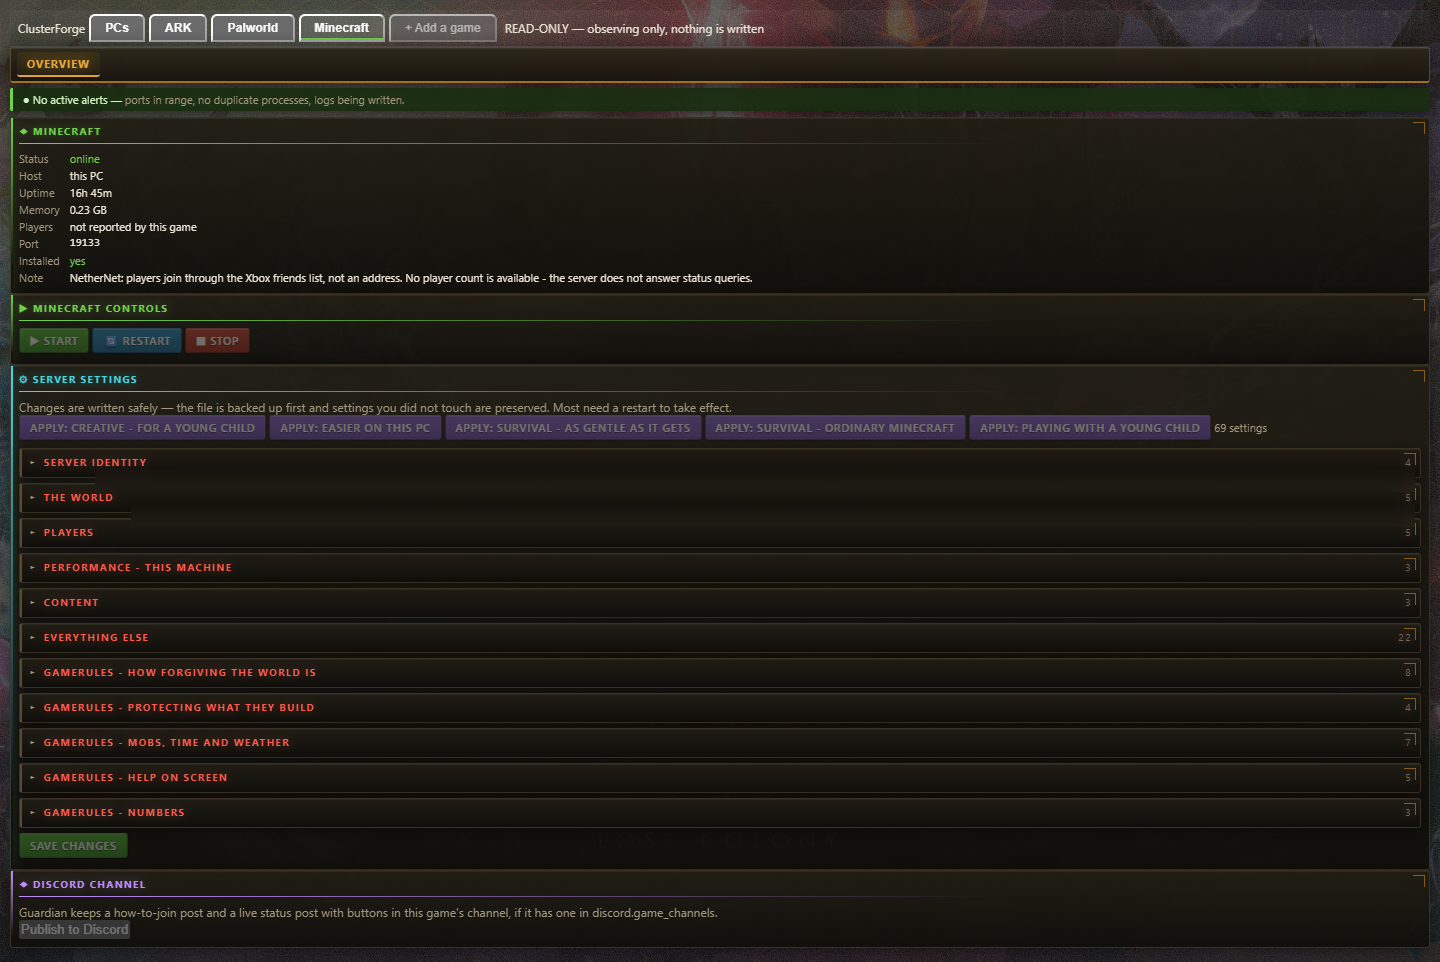 ClusterForge PCs ARK Palworld Minecraft + Add a game READ-ONLY — observing only, nothing is written
OVERVIEW
● No active alerts — ports in range, no duplicate processes, logs being written.
◆ MINECRAFT
Status online
Host this PC
Uptime 16h 45m
Memory 0.23 GB
Players not reported by this game
Port 19133
Installed yes
Note NetherNet: players join through the Xbox friends list, not an address. No player count is available - the server does not answer status queries.
▶ MINECRAFT CONTROLS
▶ START RESTART ■ STOP
⚙ SERVER SETTINGS
Changes are written safely — the file is backed up first and settings you did not touch are preserved. Most need a restart to take effect.
APPLY: CREATIVE - FOR A YOUNG CHILD APPLY: EASIER ON THIS PC APPLY: SURVIVAL - AS GENTLE AS IT GETS APPLY: SURVIVAL - ORDINARY MINECRAFT APPLY: PLAYING WITH A YOUNG CHILD 69 settings
► SERVER IDENTITY 4
► THE WORLD 5
► PLAYERS 5
► PERFORMANCE - THIS MACHINE 3
► CONTENT 3
► EVERYTHING ELSE 22
► GAMERULES - HOW FORGIVING THE WORLD IS 8
► GAMERULES - PROTECTING WHAT THEY BUILD 4
► GAMERULES - MOBS, TIME AND WEATHER 7
► GAMERULES - HELP ON SCREEN 5
► GAMERULES - NUMBERS 3
SAVE CHANGES
◆ DISCORD CHANNEL
Guardian keeps a how-to-join post and a live status post with buttons in this game's channel, if it has one in discord.game_channels.
Publish to Discord